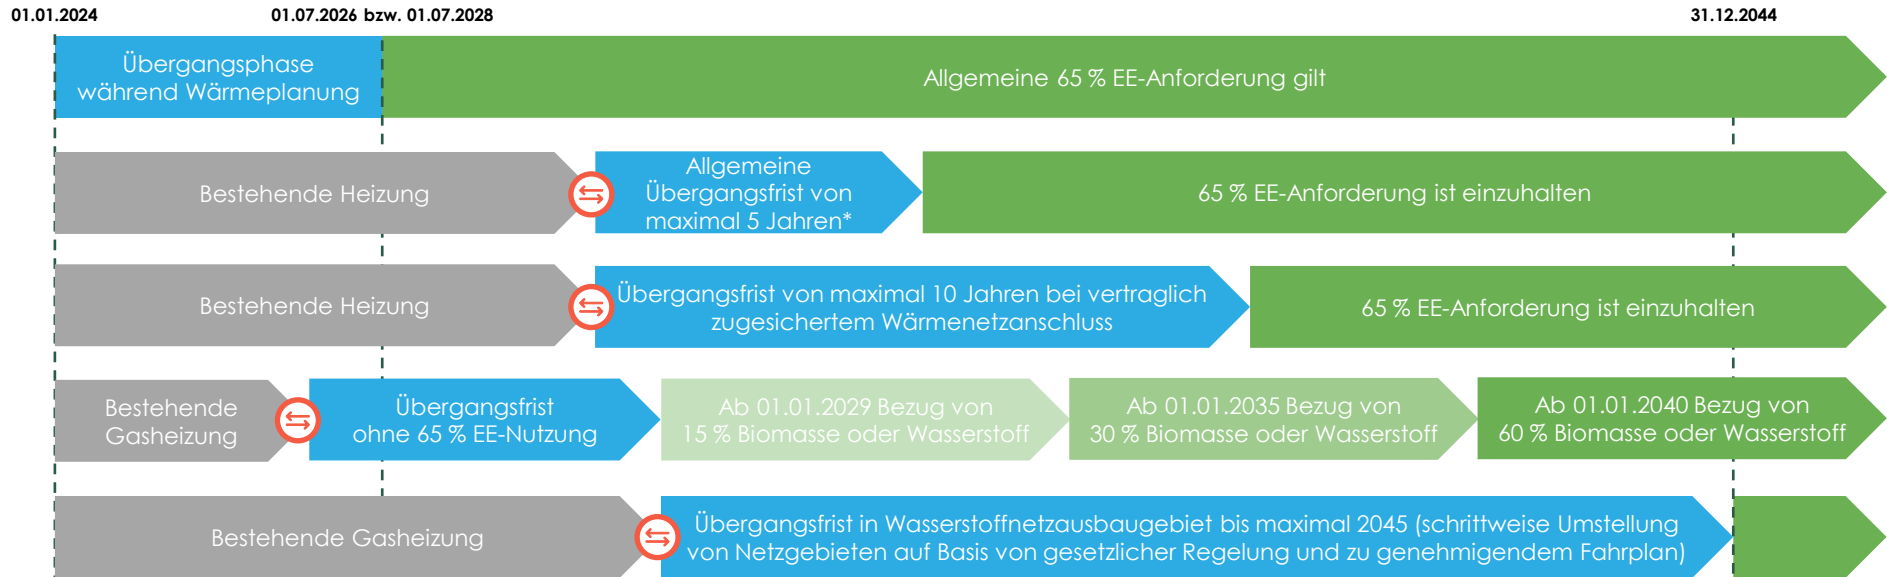 01.01.2024
01.07.2026 bzw. 01.07.2028
31.12.2044
Übergangsphase
während Wärmeplanung
Allgemeine 65 % EE-Anforderung gilt
Bestehende Heizung
Allgemeine
Übergangsfrist von
maximal 5 Jahren*
65 % EE-Anforderung ist einzuhalten
Bestehende Heizung
Übergangsfrist von maximal 10 Jahren bei vertraglich
zugesichertem Wärmenetzanschluss
65 % EE-Anforderung ist einzuhalten
Bestehende
Gasheizung
Übergangsfrist
ohne 65 % EE-Nutzung
Ab 01.01.2029 Bezug von
15 % Biomasse oder Wasserstoff
Ab 01.01.2035 Bezug von
30 % Biomasse oder Wasserstoff
Ab 01.01.2040 Bezug von
60 % Biomasse oder Wasserstoff
Bestehende Gasheizung
Übergangsfrist in Wasserstoffnetzausbaugebiet bis maximal 2045 (schrittweise Umstellung
von Netzgebieten auf Basis von gesetzlicher Regelung und zu genehmigendem Fahrplan)